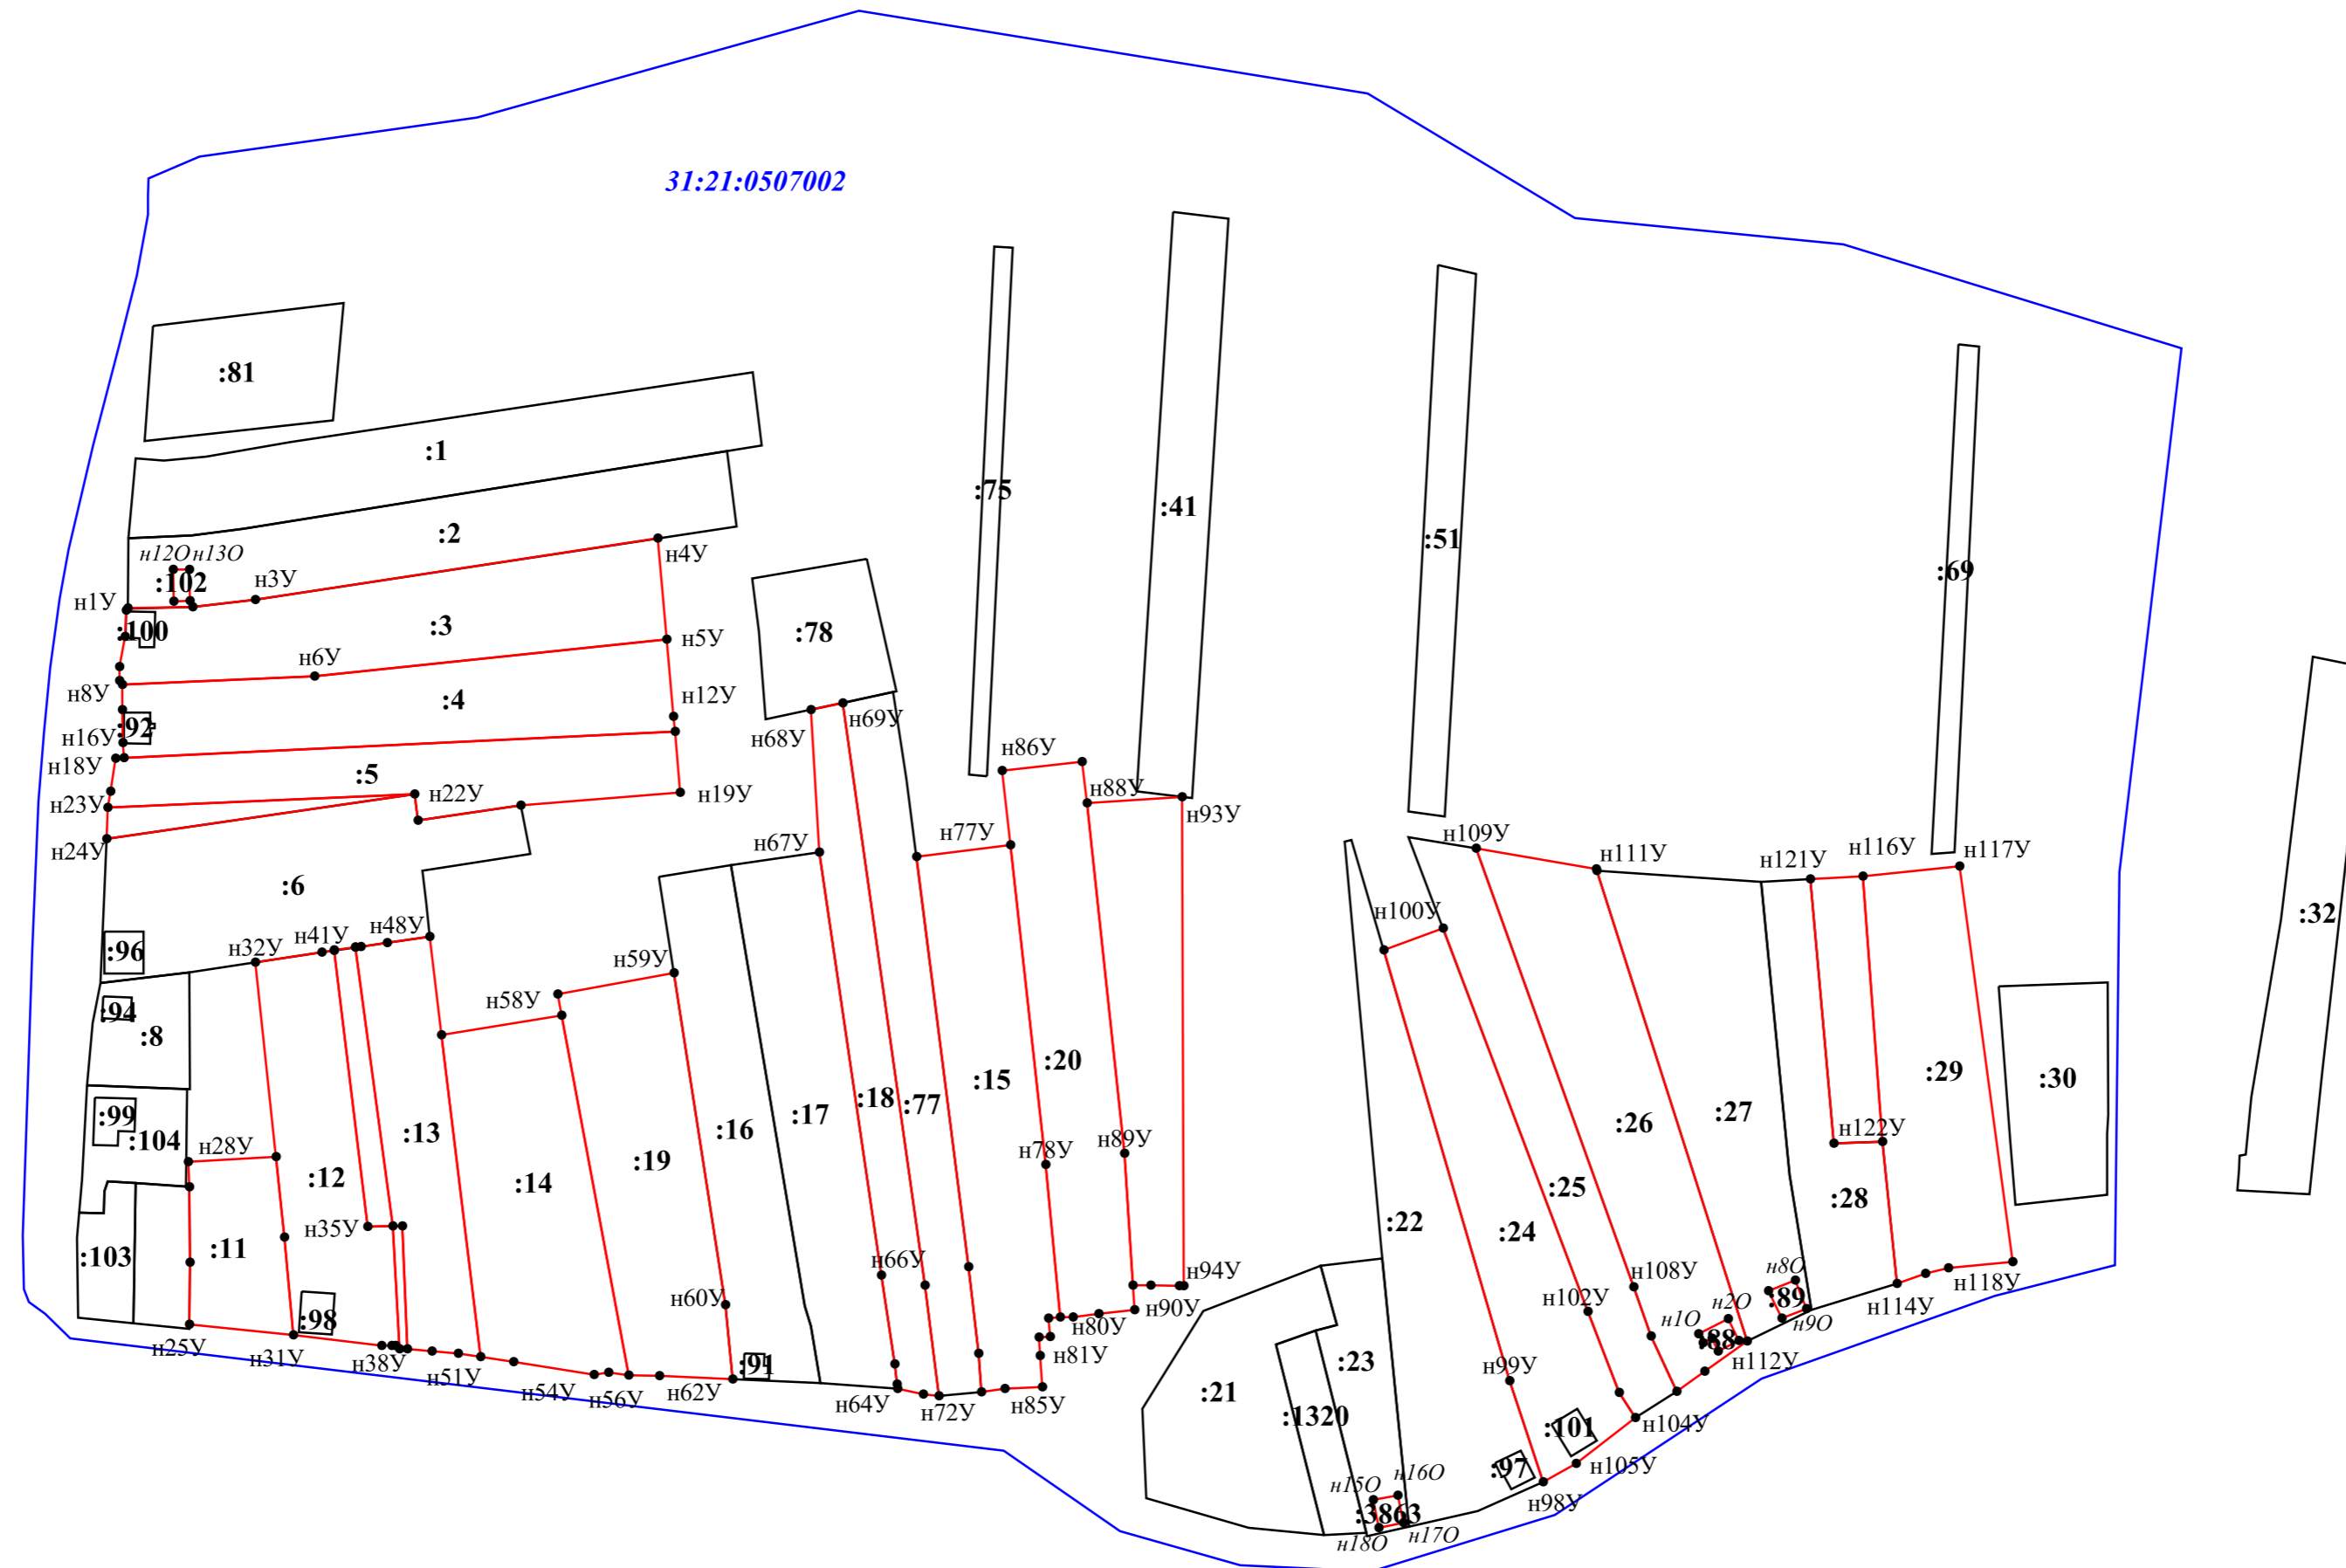 31:21:0507002
:81
:1
:75
:41
:2
:51
н12О
н13О
:102
н4У
:69
н3У
н1У
:100
:3
:78
н5У
н6У
н8У
:4
н12У
:92
н16У
н69У
н68У
н18У
:5
н86У
н22У
н19У
н23У
н88У
н93У
н77У
н109У
н24У
н67У
н111У
н121У
н116У
н117У
:6
н100У
:32
н41У
н48У
:96
н32У
н59У
н58У
:94
:8
:20
:15
:29
:30
:18
:77
:99
:17
:16
:26
:27
:104
:13
н28У
н78У
н89У
н122У
:12
:14
:19
:25
:28
н35У
:24
:22
:11
:103
н66У
н94У
н8О
н108У
:98
н60У
н102У
:89
н80У
н90У
н1О
н2О
н9О
:88
н25У
н31У
н38У
н51У
н54У
н56У
н62У
:91
н81У
н112У
:23
н99У
н64У
н72У
н85У
:21
:1320
:101
н104У
н105У
:97
н15О
н16О
:3863
н98У
н18О
н17О
н118У
н114У